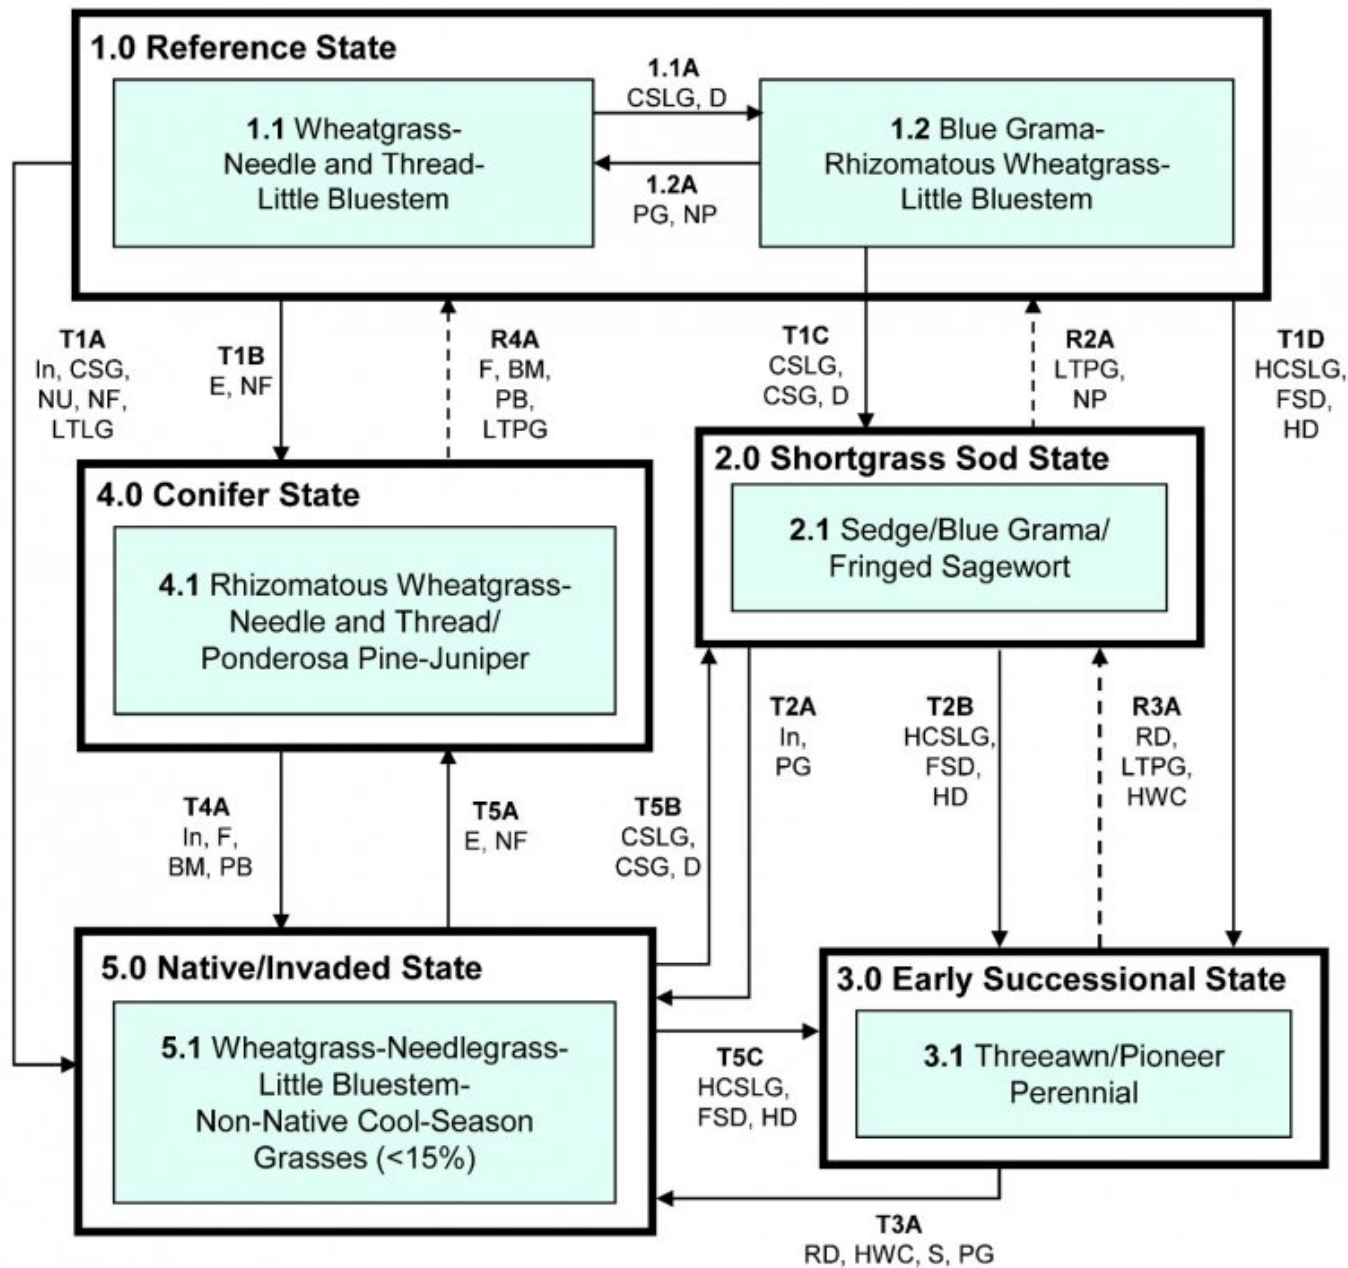 1.0 Reference State
1.1 Wheatgrass-
Needle and Thread-
Little Bluestem
1.1A
CSLG, D
1.2A
PG, NP
1.2 Blue Grama-
Rhizomatous Wheatgrass-
Little Bluestem
T1A
In, CSG,
NU, NF,
LTLG
T1B
E, NF
R4A
F, BM,
PB,
LTPG
T1C
CSLG,
CSG, D
R2A
LTPG,
NP
T1D
HCSLG,
FSD,
HD
4.0 Conifer State
4.1 Rhizomatous Wheatgrass-
Needle and Thread/
Ponderosa Pine-Juniper
2.0 Shortgrass Sod State
2.1 Sedge/Blue Grama/
Fringed Sagewort
T4A
In, F,
BM, PB
T5A
E, NF
T5B
CSLG,
CSG, D
T2A
In,
PG
T2B
HCSLG,
FSD,
HD
R3A
RD,
LTPG,
HWC
5.0 Native/Invaded State
5.1 Wheatgrass-Needlegrass-
Little Bluestem-
Non-Native Cool-Season
Grasses (<15%)
T5C
HCSLG,
FSD, HD
3.0 Early Successional State
3.1 Threeawn/Pioneer
Perennial
T3A
RD, HWC, S, PG